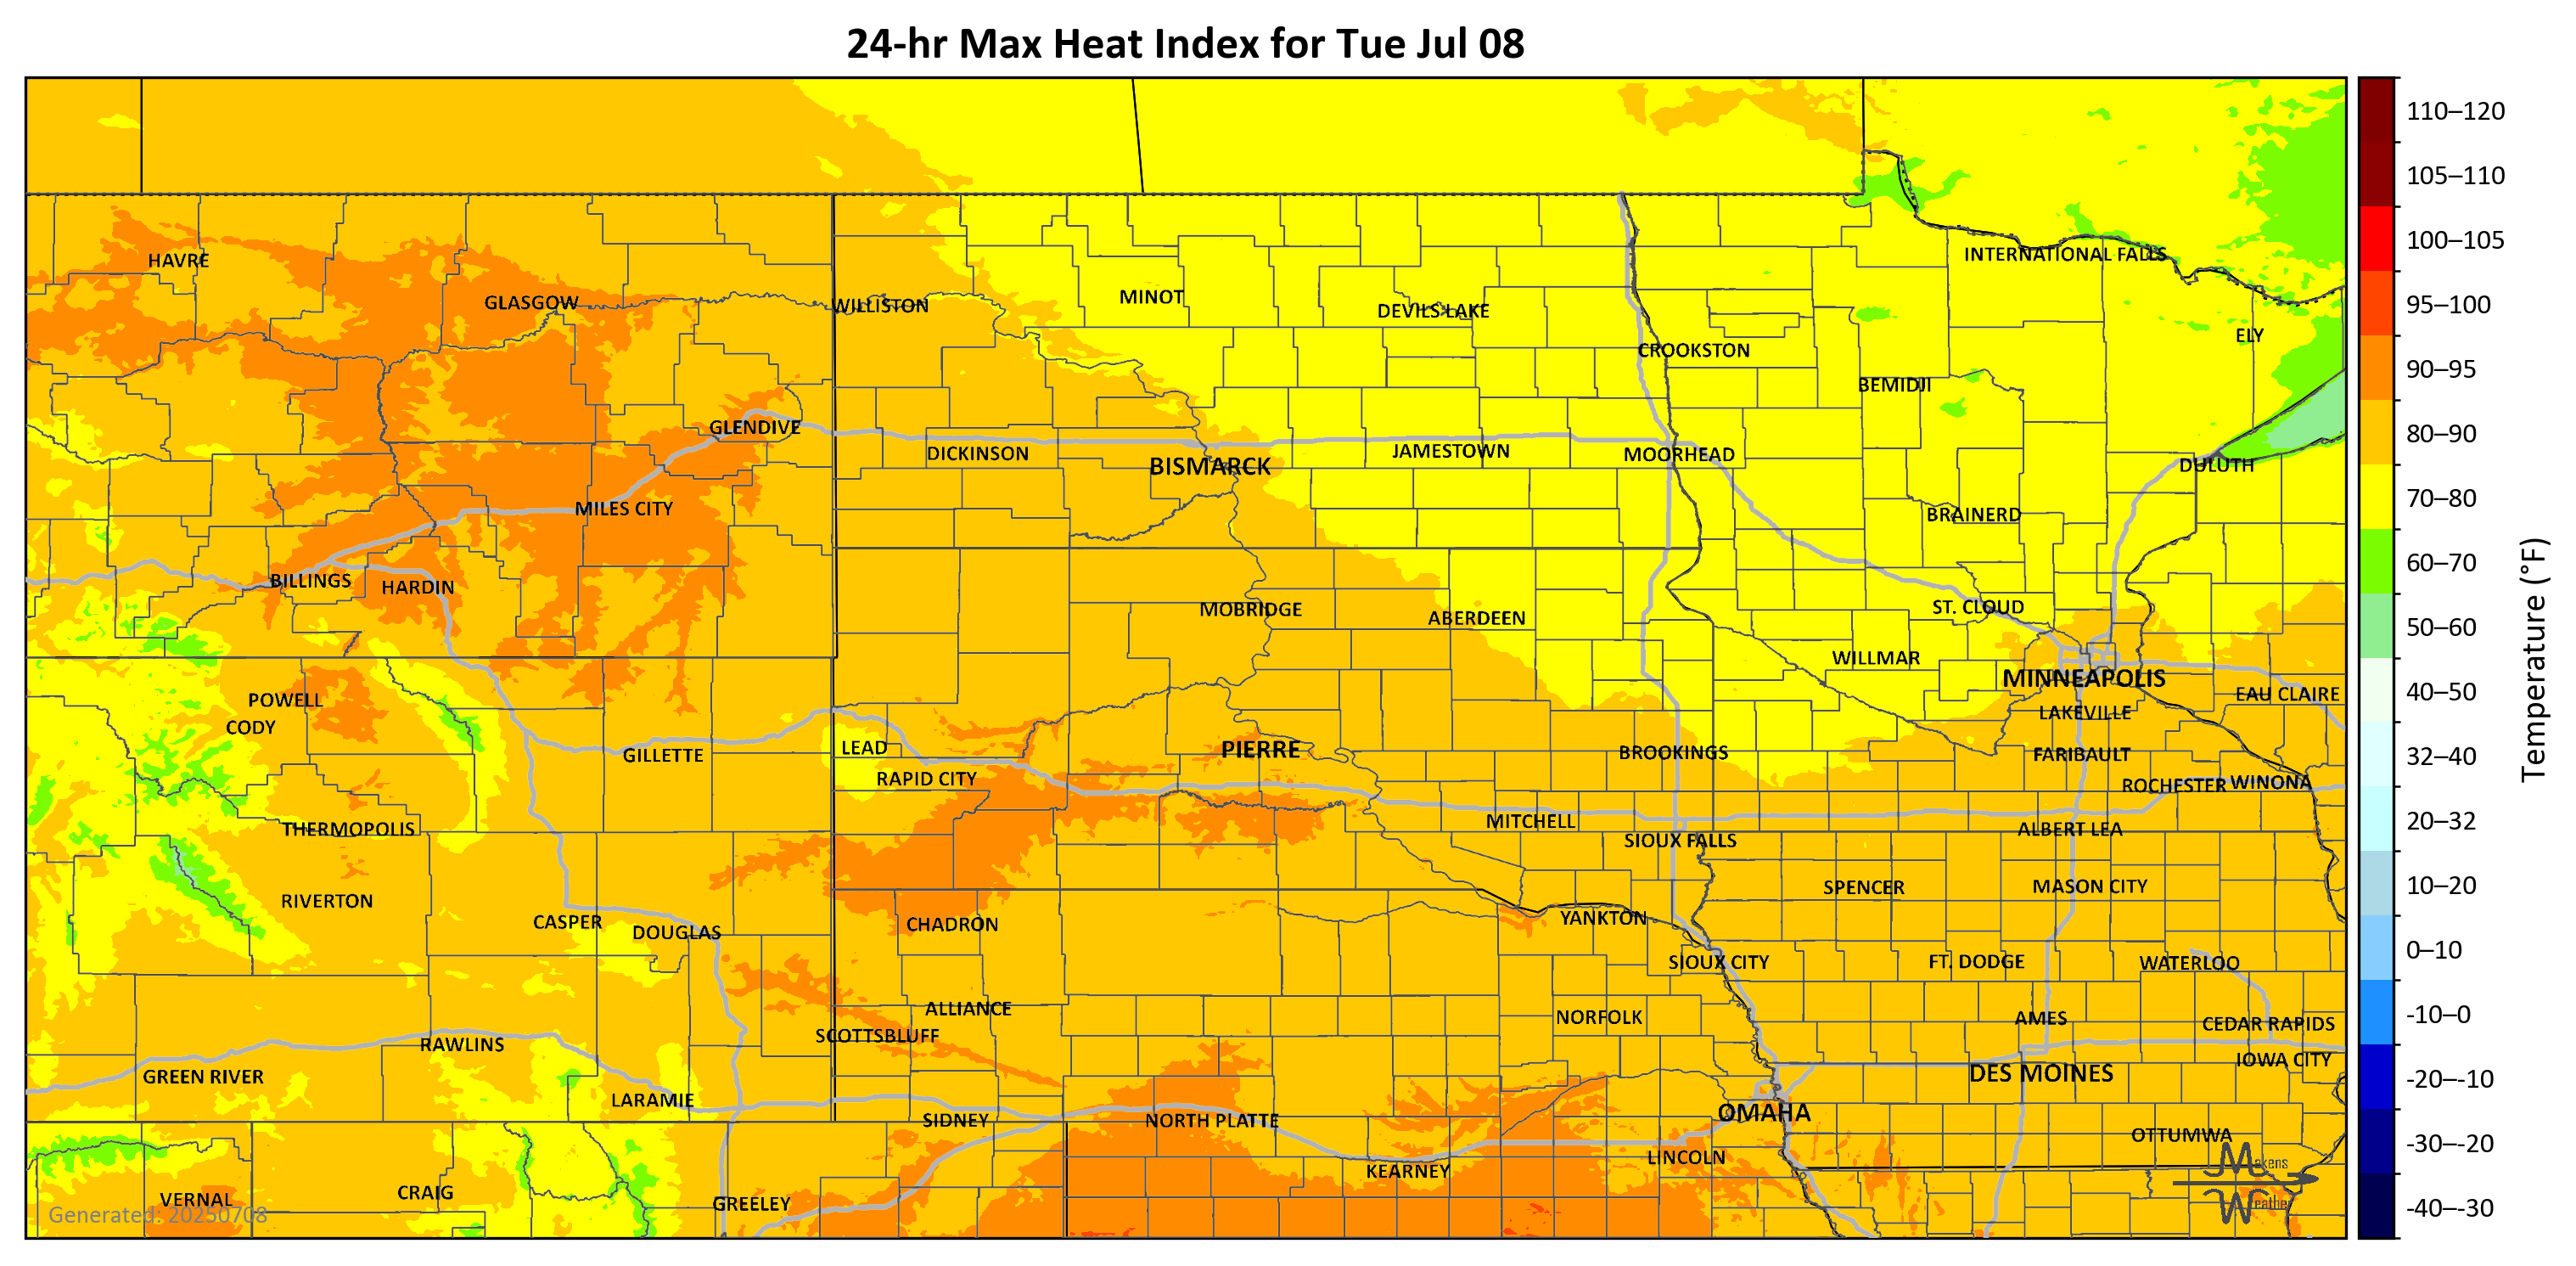 24-hr Max Heat Index for Tue Jul 08
110–120
105–110
HAVRE
100–105
INTERNATIONAL FALLS
GLASGOW
WILLISTON
MINOT
DEVILS LAKE
95–100
ELY
CROOKSTON
90–95
BEMIDJI
GLENDIVE
80–90
DICKINSON
JAMESTOWN
MOORHEAD
BISMARCK
DULUTH
70–80
MILES CITY
BRAINERD
60–70
BILLINGS
HARDIN
MOBRIDGE
ABERDEEN
ST. CLOUD
50–60
WILLMAR
MINNEAPOLIS
POWELL
EAU CLAIRE
40–50
CODY
LAKEVILLE
Temperature (°F)
LEAD
PIERRE
GILLETTE
BROOKINGS
FARIBAULT
32–40
RAPID CITY
ROCHESTER
WINONA
THERMOPOLIS
MITCHELL
ALBERT LEA
20–32
SIOUX FALLS
SPENCER
MASON CITY
10–20
RIVERTON
CASPER
DOUGLAS
CHADRON
YANKTON
0–10
SIOUX CITY
FT. DODGE
WATERLOO
ALLIANCE
NORFOLK
AMES
-10–0
CEDAR RAPIDS
SCOTTSBLUFF
RAWLINS
IOWA CITY
GREEN RIVER
DES MOINES
-20–-10
LARAMIE
SIDNEY
NORTH PLATTE
OMAHA
OTTUMWA
-30–-20
KEARNEY
LINCOLN
Makens
Weather
VERNAL
CRAIG
GREELEY
-40–-30
Generated: 20250708